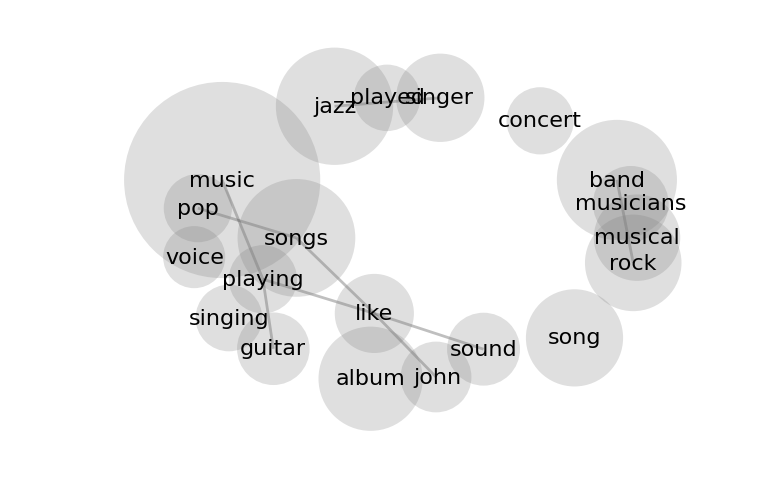 jazz
played
singer
concert
music
band
musicians
pop
songs
musical
voice
rock
playing
like
singing
song
guitar
sound
album
john